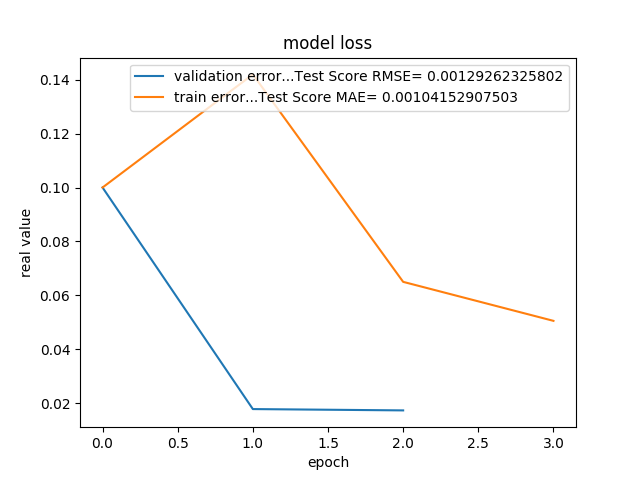 model loss
validation error...Test Score RMSE= 0.00129262325802
train error...Test Score MAE= 0.00104152907503
0.14
0.12
0.10
0.08
0.06
0.04
0.02
real value
0.0 0.5 1.0 1.5 2.0 2.5 3.0
epoch